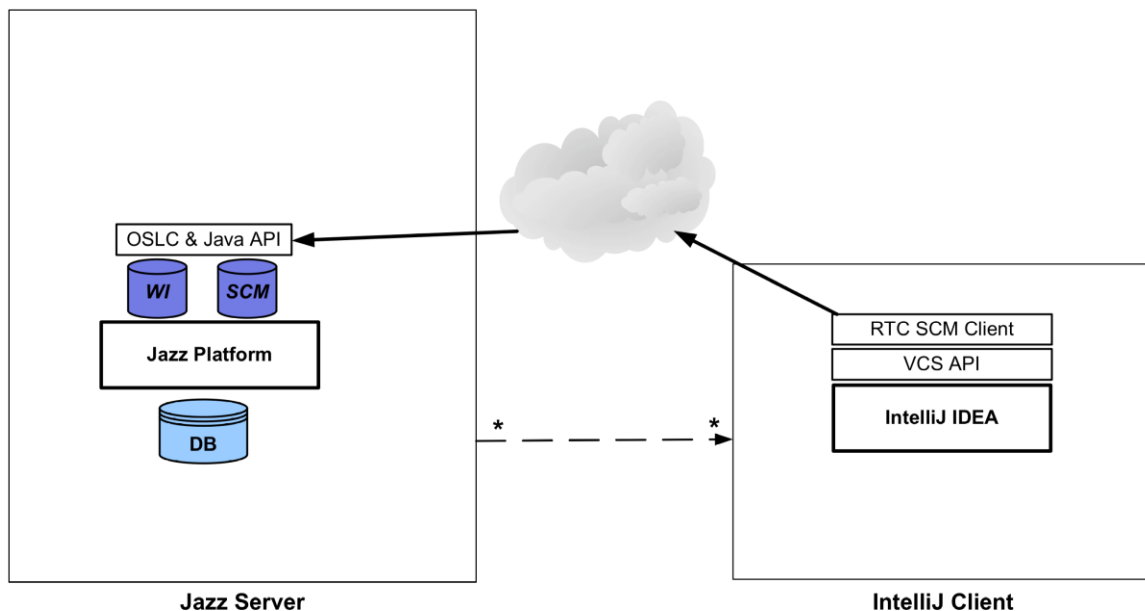 OSLC & Java API
WI
SCM
Jazz Platform
DB
*
*
RTC SCM Client
VCS API
IntelliJ IDEA
Jazz Server
IntelliJ Client